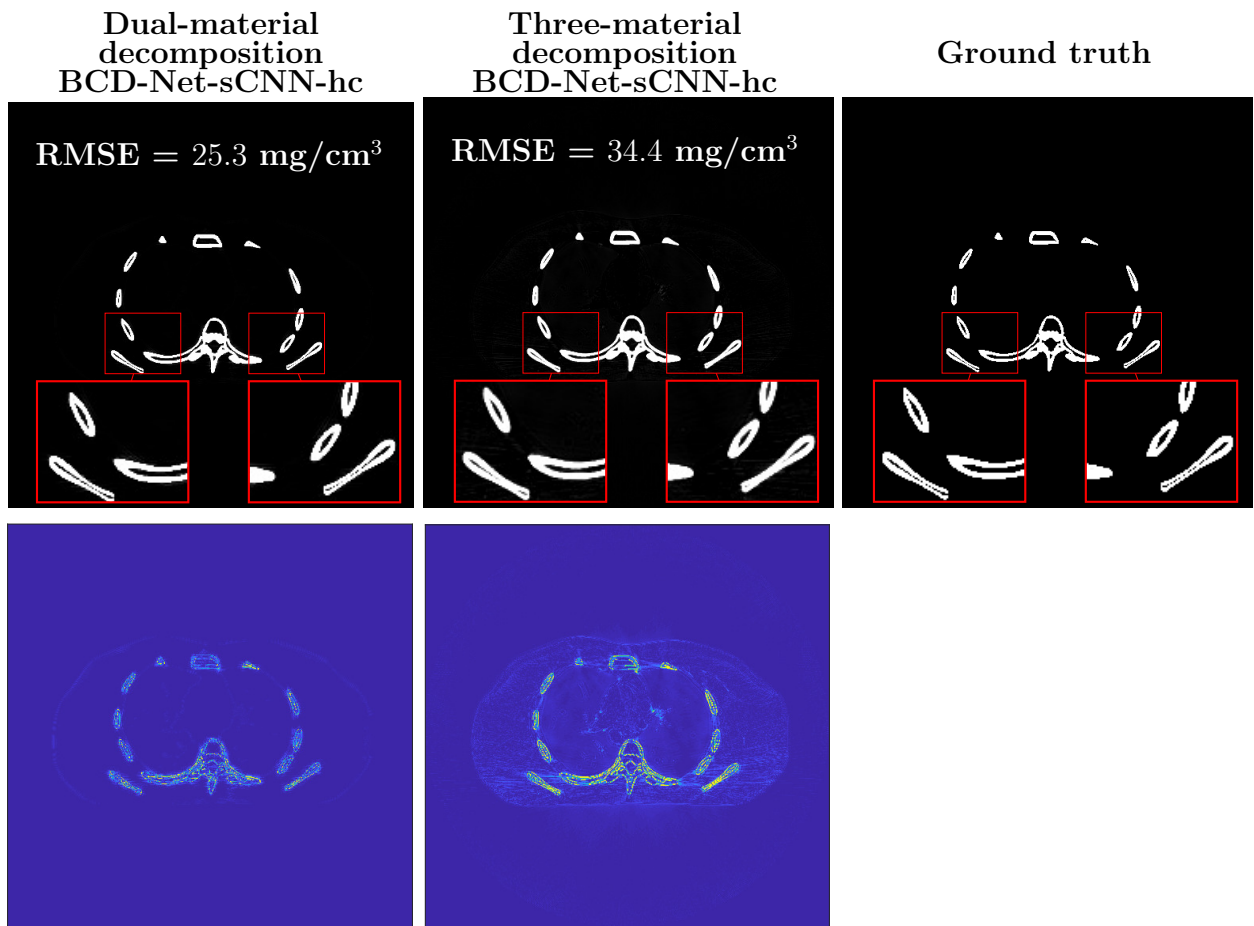 Dual-material
decomposition
BCD-Net-sCNN-hc
Three-material
decomposition
BCD-Net-sCNN-hc
Ground truth
RMSE = 25.3 mg/cm³
RMSE = 34.4 mg/cm³